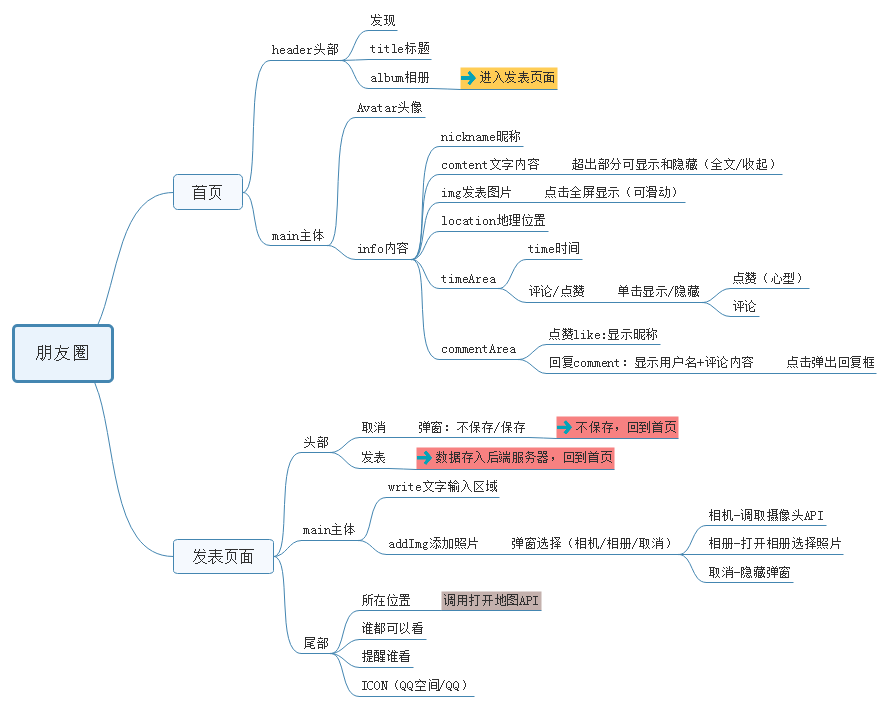 朋友圈
首页
header头部
发现
title标题
album相册
进入发表页面
main主体
Avatar头像
info内容
nickname昵称
comtent文字内容
超出部分可显示和隐藏（全文/收起）
img发表图片
点击全屏显示（可滑动）
location地理位置
timeArea
time时间
评论/点赞
单击显示/隐藏
点赞（心型）
评论
commentArea
点赞like:显示昵称
回复comment：显示用户名+评论内容
点击弹出回复框
发表页面
头部
取消
弹窗：不保存/保存
不保存，回到首页
发表
数据存入后端服务器，回到首页
main主体
write文字输入区域
addImg添加照片
弹窗选择（相机/相册/取消）
相机-调取摄像头API
相册-打开相册选择照片
取消-隐藏弹窗
尾部
所在位置
调用打开地图API
谁都可以看
提醒谁看
ICON（QQ空间/QQ）